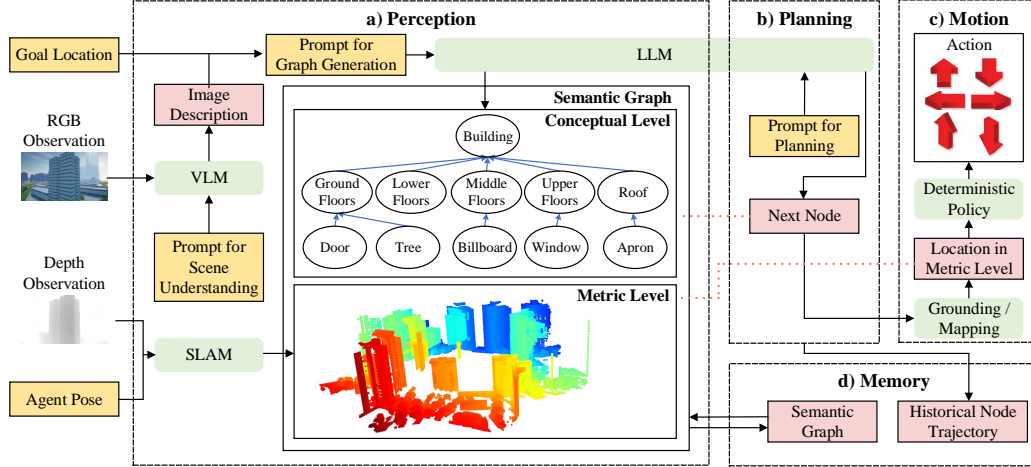 a) Perception
b) Planning
c) Motion
Goal Location
Prompt for
Graph Generation
LLM
Action
Image
Description
RGB
Observation
VLM
Prompt for
Scene
Understanding
Depth
Observation
SLAM
Agent Pose
Semantic Graph
Conceptual Level
Building
Ground
Floors
Lower
Floors
Middle
Floors
Upper
Floors
Roof
Door
Tree
Billboard
Window
Apron
Metric Level
Prompt for
Planning
Next Node
Deterministic
Policy
Location in
Metric Level
Grounding /
Mapping
d) Memory
Semantic
Graph
Historical Node
Trajectory